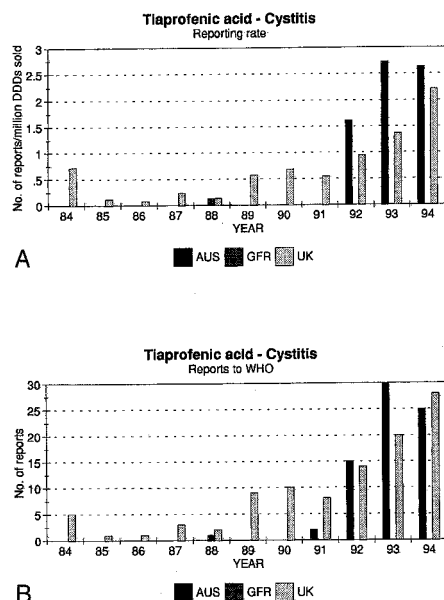 Tiaprofenic acid - Cystitis
Reporting rate
No. of reports/million DDDs sold
3
2.5
2
1.5
1
.5
0
84 85 86 87 88 89 90 91 92 93 94
YEAR
A
AUS GFR UK
Tiaprofenic acid - Cystitis
Reports to WHO
No. of reports
30
25
20
15
10
5
0
84 85 86 87 88 89 90 91 92 93 94
YEAR
B
AUS GFR UK